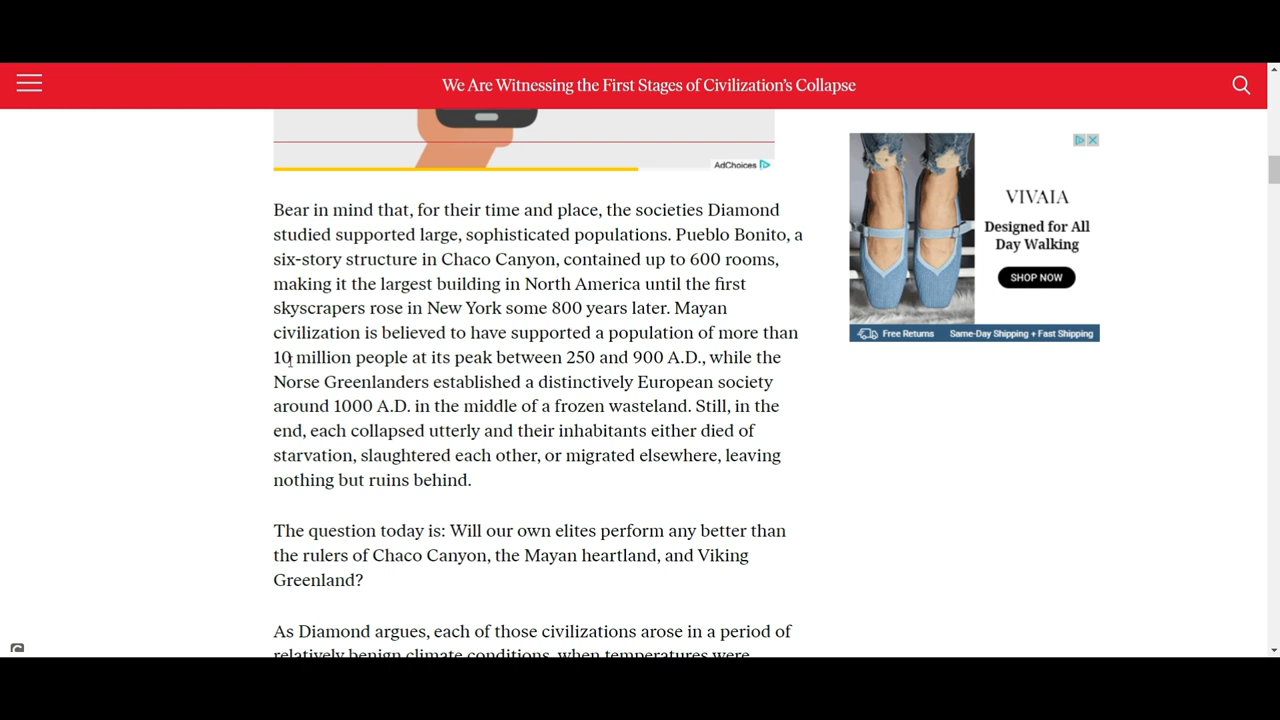 We Are Witnessing the First Stages of Civilization's Collapse
AdChoices
Bear in mind that, for their time and place, the societies Diamond
studied supported large, sophisticated populations. Pueblo Bonito, a
six-story structure in Chaco Canyon, contained up to 600 rooms,
making it the largest building in North America until the first
skyscrapers rose in New York some 800 years later. Mayan
civilization is believed to have supported a population of more than
10 million people at its peak between 250 and 900 A.D., while the
Norse Greenlanders established a distinctively European society
around 1000 A.D. in the middle of a frozen wasteland. Still, in the
end, each collapsed utterly and their inhabitants either died of
starvation, slaughtered each other, or migrated elsewhere, leaving
nothing but ruins behind.
The question today is: Will our own elites perform any better than
the rulers of Chaco Canyon, the Mayan heartland, and Viking
Greenland?
As Diamond argues, each of those civilizations arose in a period of
relatively benign climate conditions, when temperatures were
VIVAIA
Designed for All
Day Walking
SHOP NOW
Free Returns Same-Day Shipping + Fast Shipping